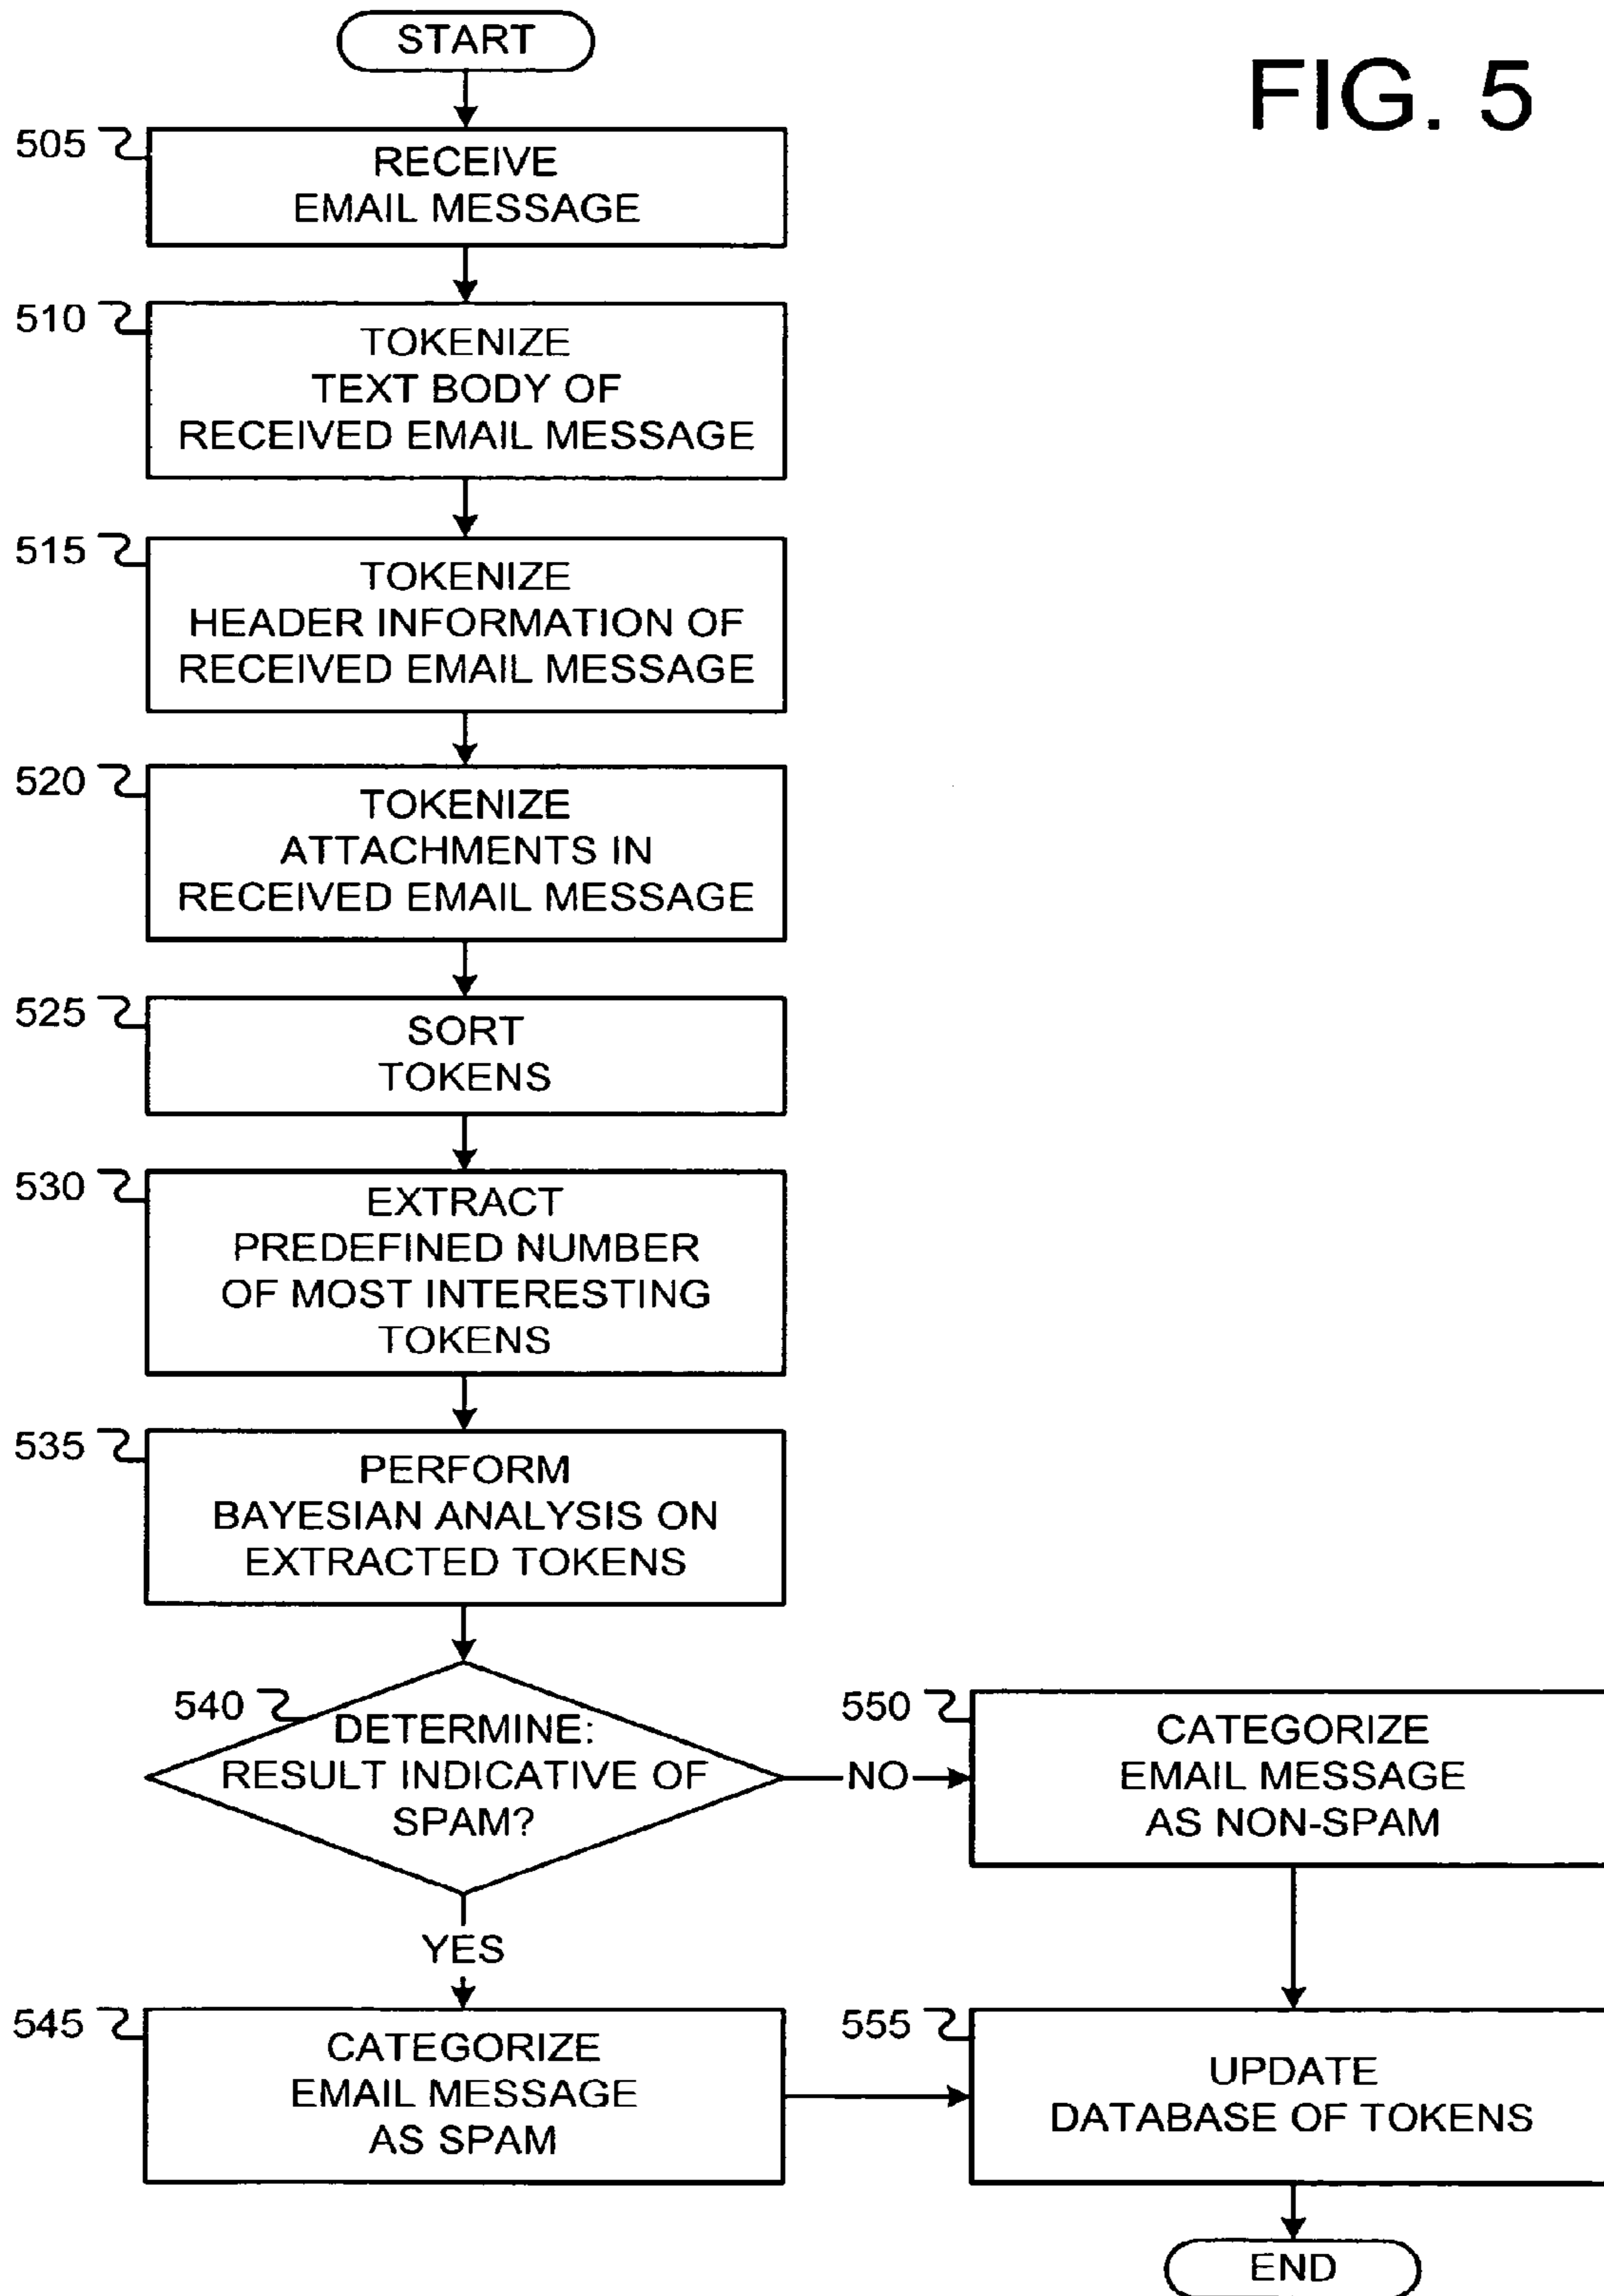 FIG. 5
START
505
RECEIVE
EMAIL MESSAGE
510
TOKENIZE
TEXT BODY OF
RECEIVED EMAIL MESSAGE
515
TOKENIZE
HEADER INFORMATION OF
RECEIVED EMAIL MESSAGE
520
TOKENIZE
ATTACHMENTS IN
RECEIVED EMAIL MESSAGE
525
SORT
TOKENS
530
EXTRACT
PREDEFINED NUMBER
OF MOST INTERESTING
TOKENS
535
PERFORM
BAYESIAN ANALYSIS ON
EXTRACTED TOKENS
540
DETERMINE:
RESULT INDICATIVE OF
SPAM?
NO
550
CATEGORIZE
EMAIL MESSAGE
AS NON-SPAM
YES
545
CATEGORIZE
EMAIL MESSAGE
AS SPAM
555
UPDATE
DATABASE OF TOKENS
END